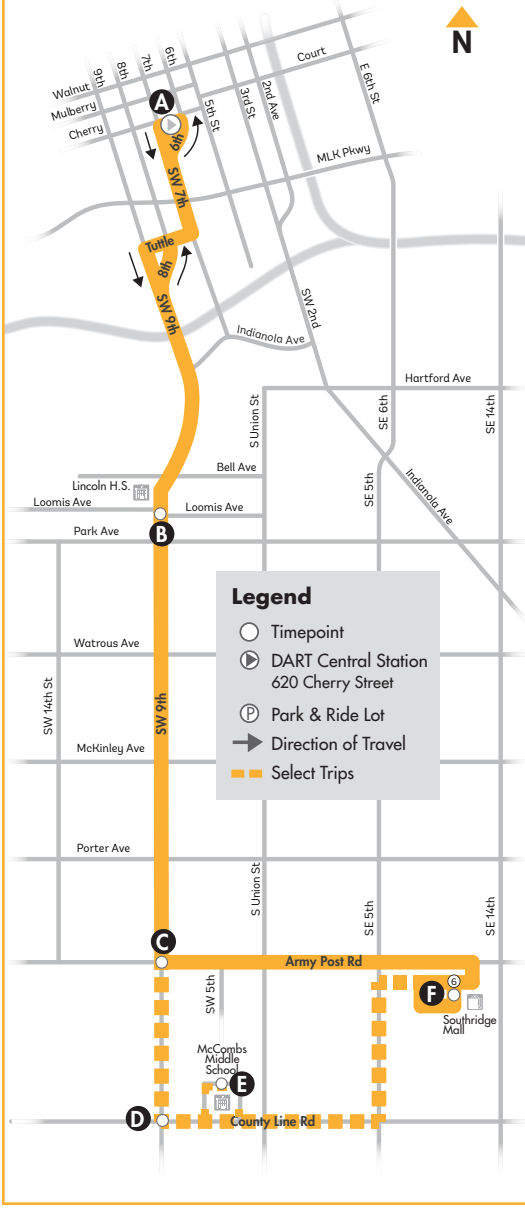 N
9th
8th
7th
6th
Walnut
Mulberry
Cherry
A
5th St
3rd St
2nd Ave
Court
E 6th St
MLK Pkwy
6th
SW 7th
Tuttle
8th
SW 9th
Indianola Ave
SW 2nd
Hartford Ave
S Union St
SE 6th
SE 14th
Bell Ave
Lincoln H.S.
Loomis Ave
Loomis Ave
B
Park Ave
SE 5th
Indianola Ave
Legend
Timepoint
DART Central Station
620 Cherry Street
P Park & Ride Lot
Direction of Travel
Select Trips
Watrous Ave
SW 14th St
SW 9th
McKinley Ave
Porter Ave
S Union St
SE 5th
SE 14th
C
Army Post Rd
SW 5th
6
F
Southridge
Mall
McCombs
Middle
School
E
D
County Line Rd